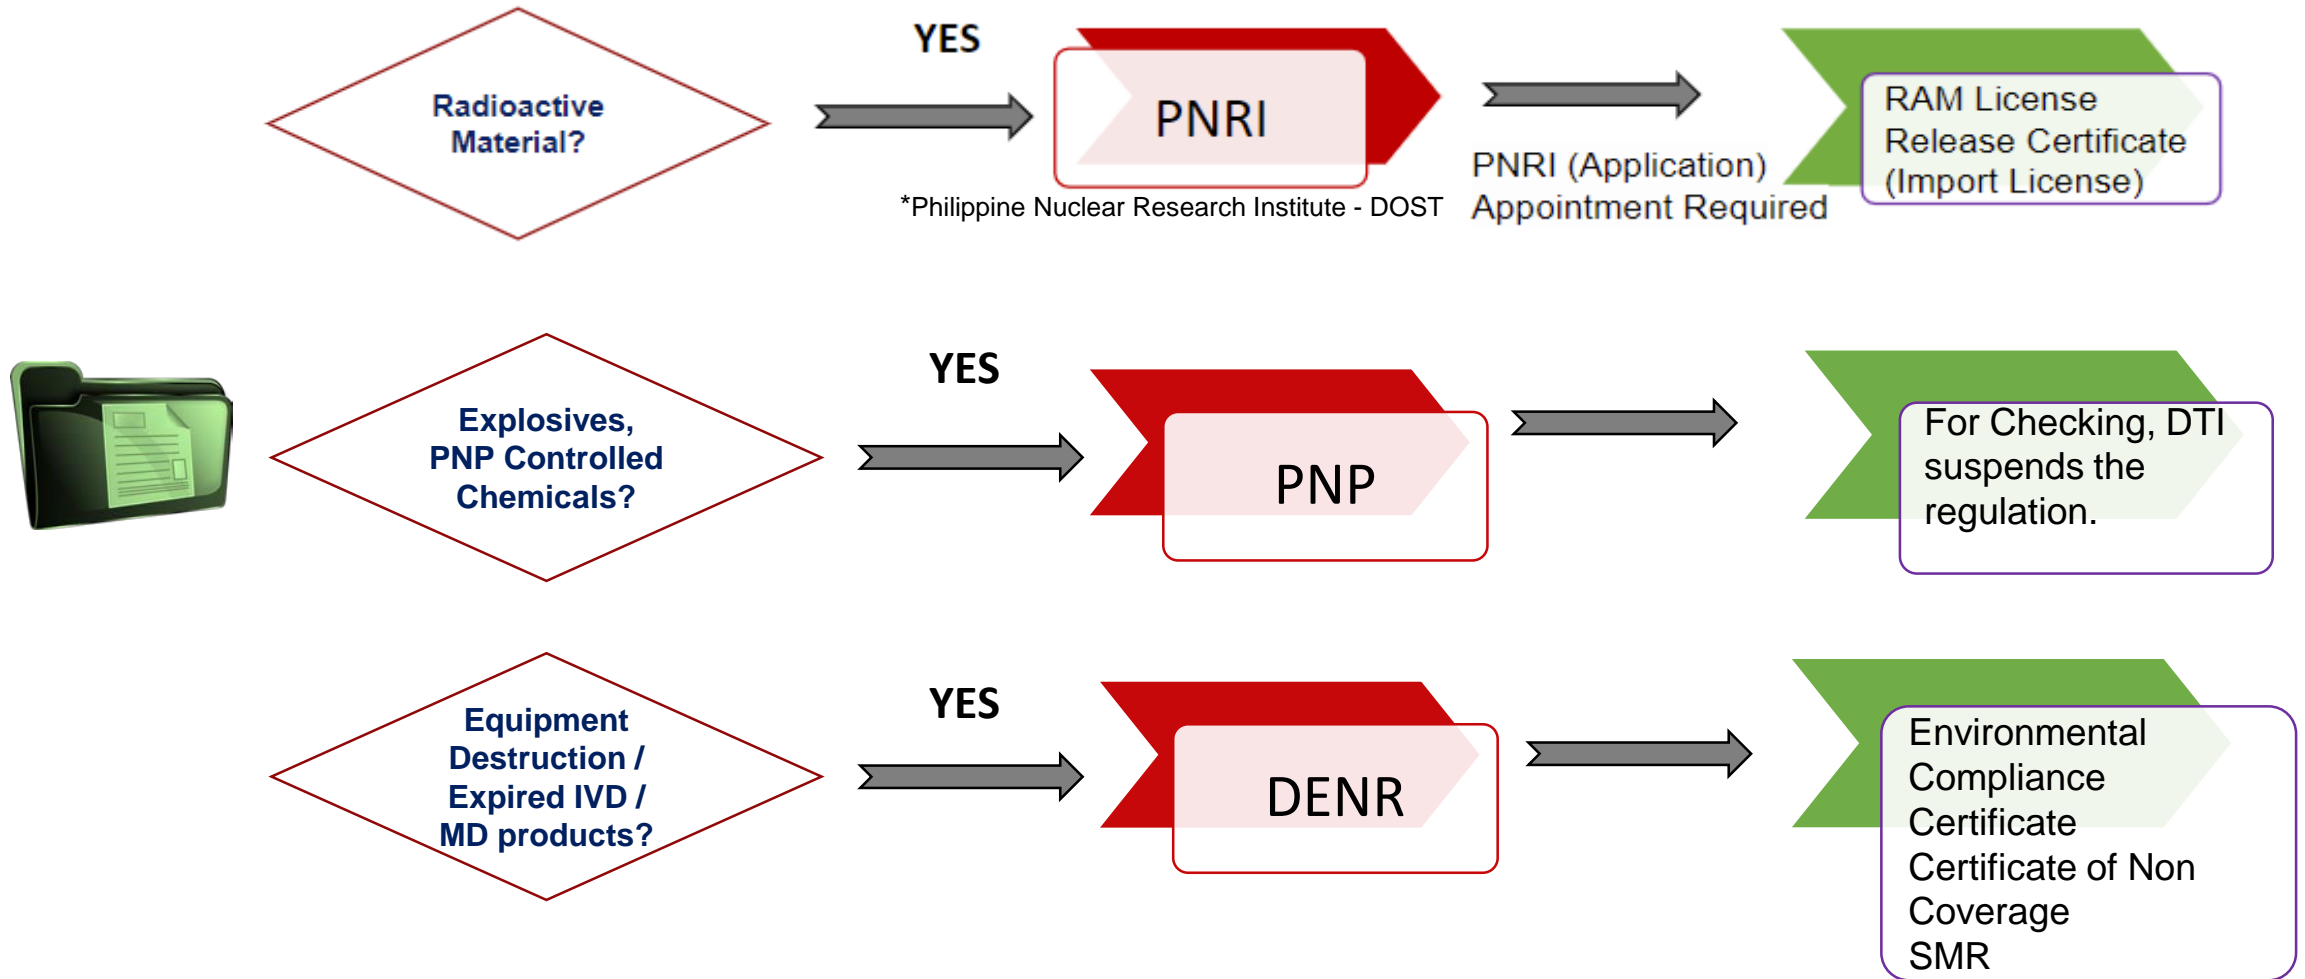 Radioactive
Material?
YES
PNRI
*Philippine Nuclear Research Institute - DOST
PNRI (Application)
Appointment Required
RAM License
Release Certificate
(Import License)
Explosives,
PNP Controlled
Chemicals?
YES
PNP
For Checking, DTI
suspends the
regulation.
Equipment
Destruction /
Expired IVD /
MD products?
YES
DENR
Environmental
Compliance
Certificate
Certificate of Non
Coverage
SMR